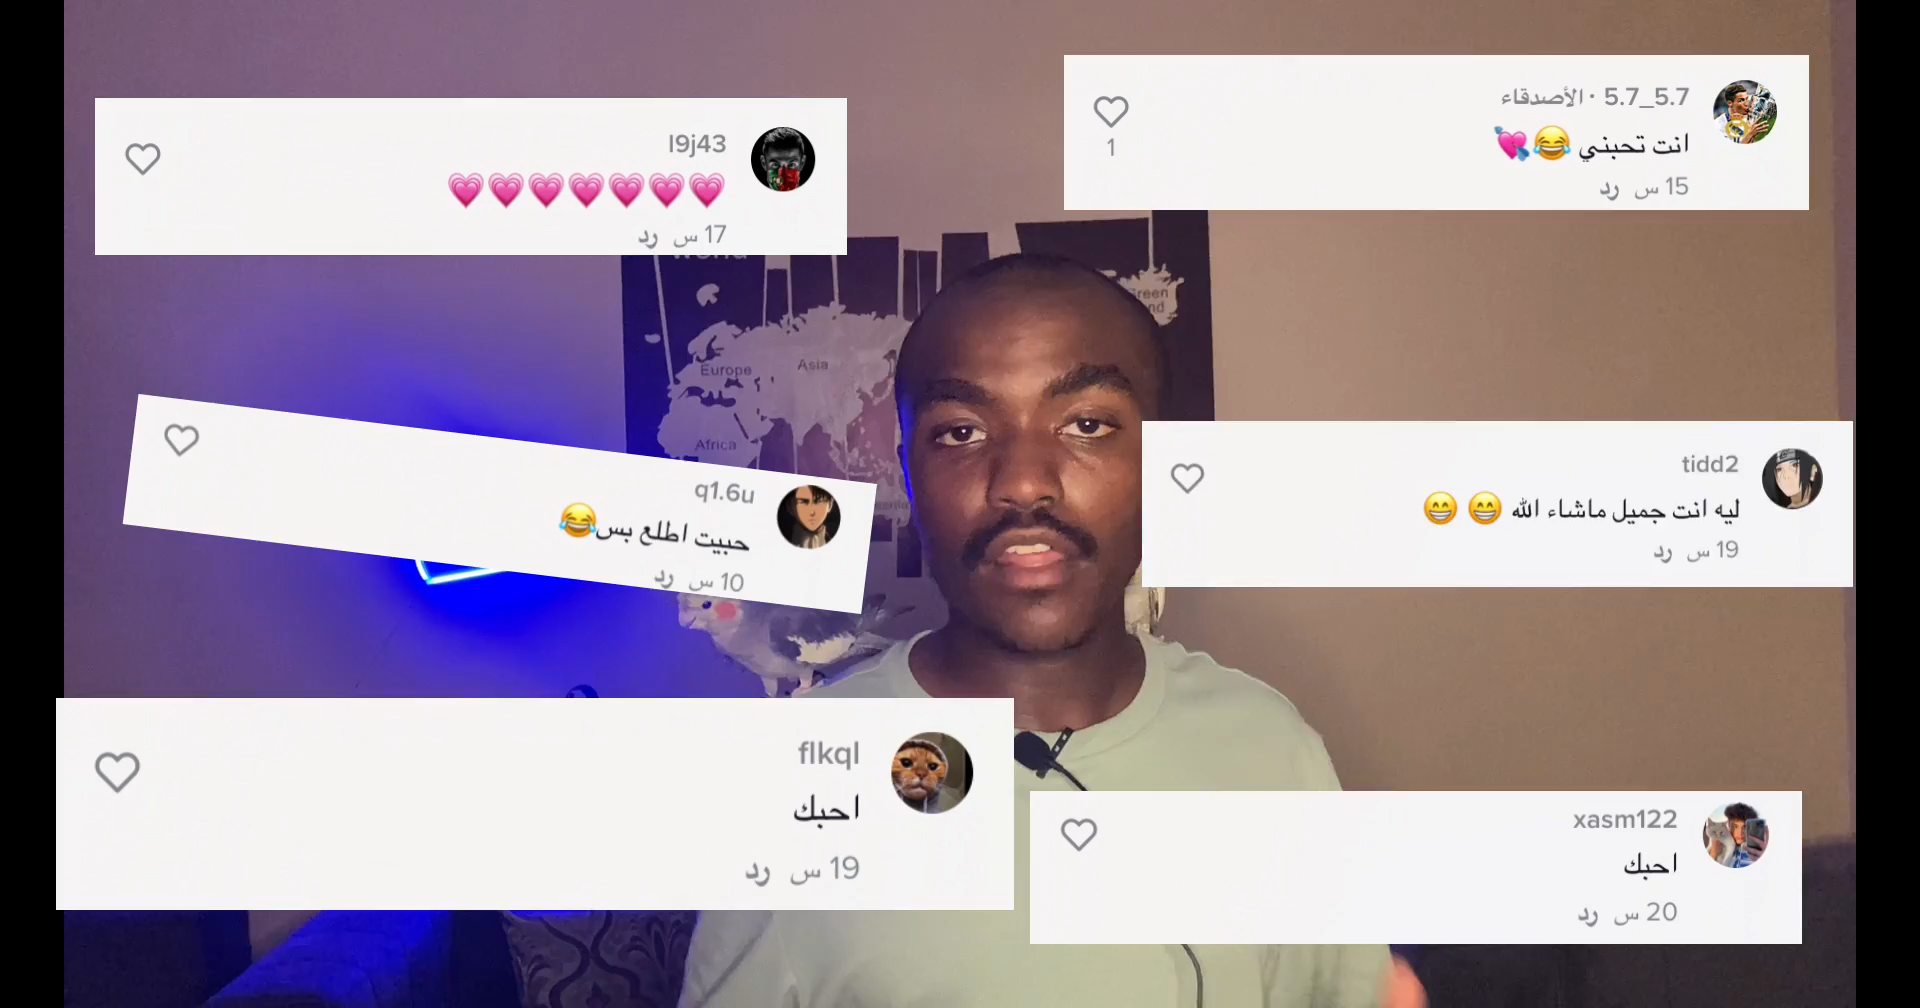 l9j43
💗💗💗💗💗💗💗
17 س رد
5.7_5.7 · الأصدقاء
انت تحبني 😂💘
15 س رد
1
World
Green
Europe
Asia
Africa
q1.6u
حبيت اطلع بس😂
10 س رد
tidd2
ليه انت جميل ماشاء الله 😁 😁
19 س رد
flkql
احبك
19 س رد
xasm122
احبك
20 س رد